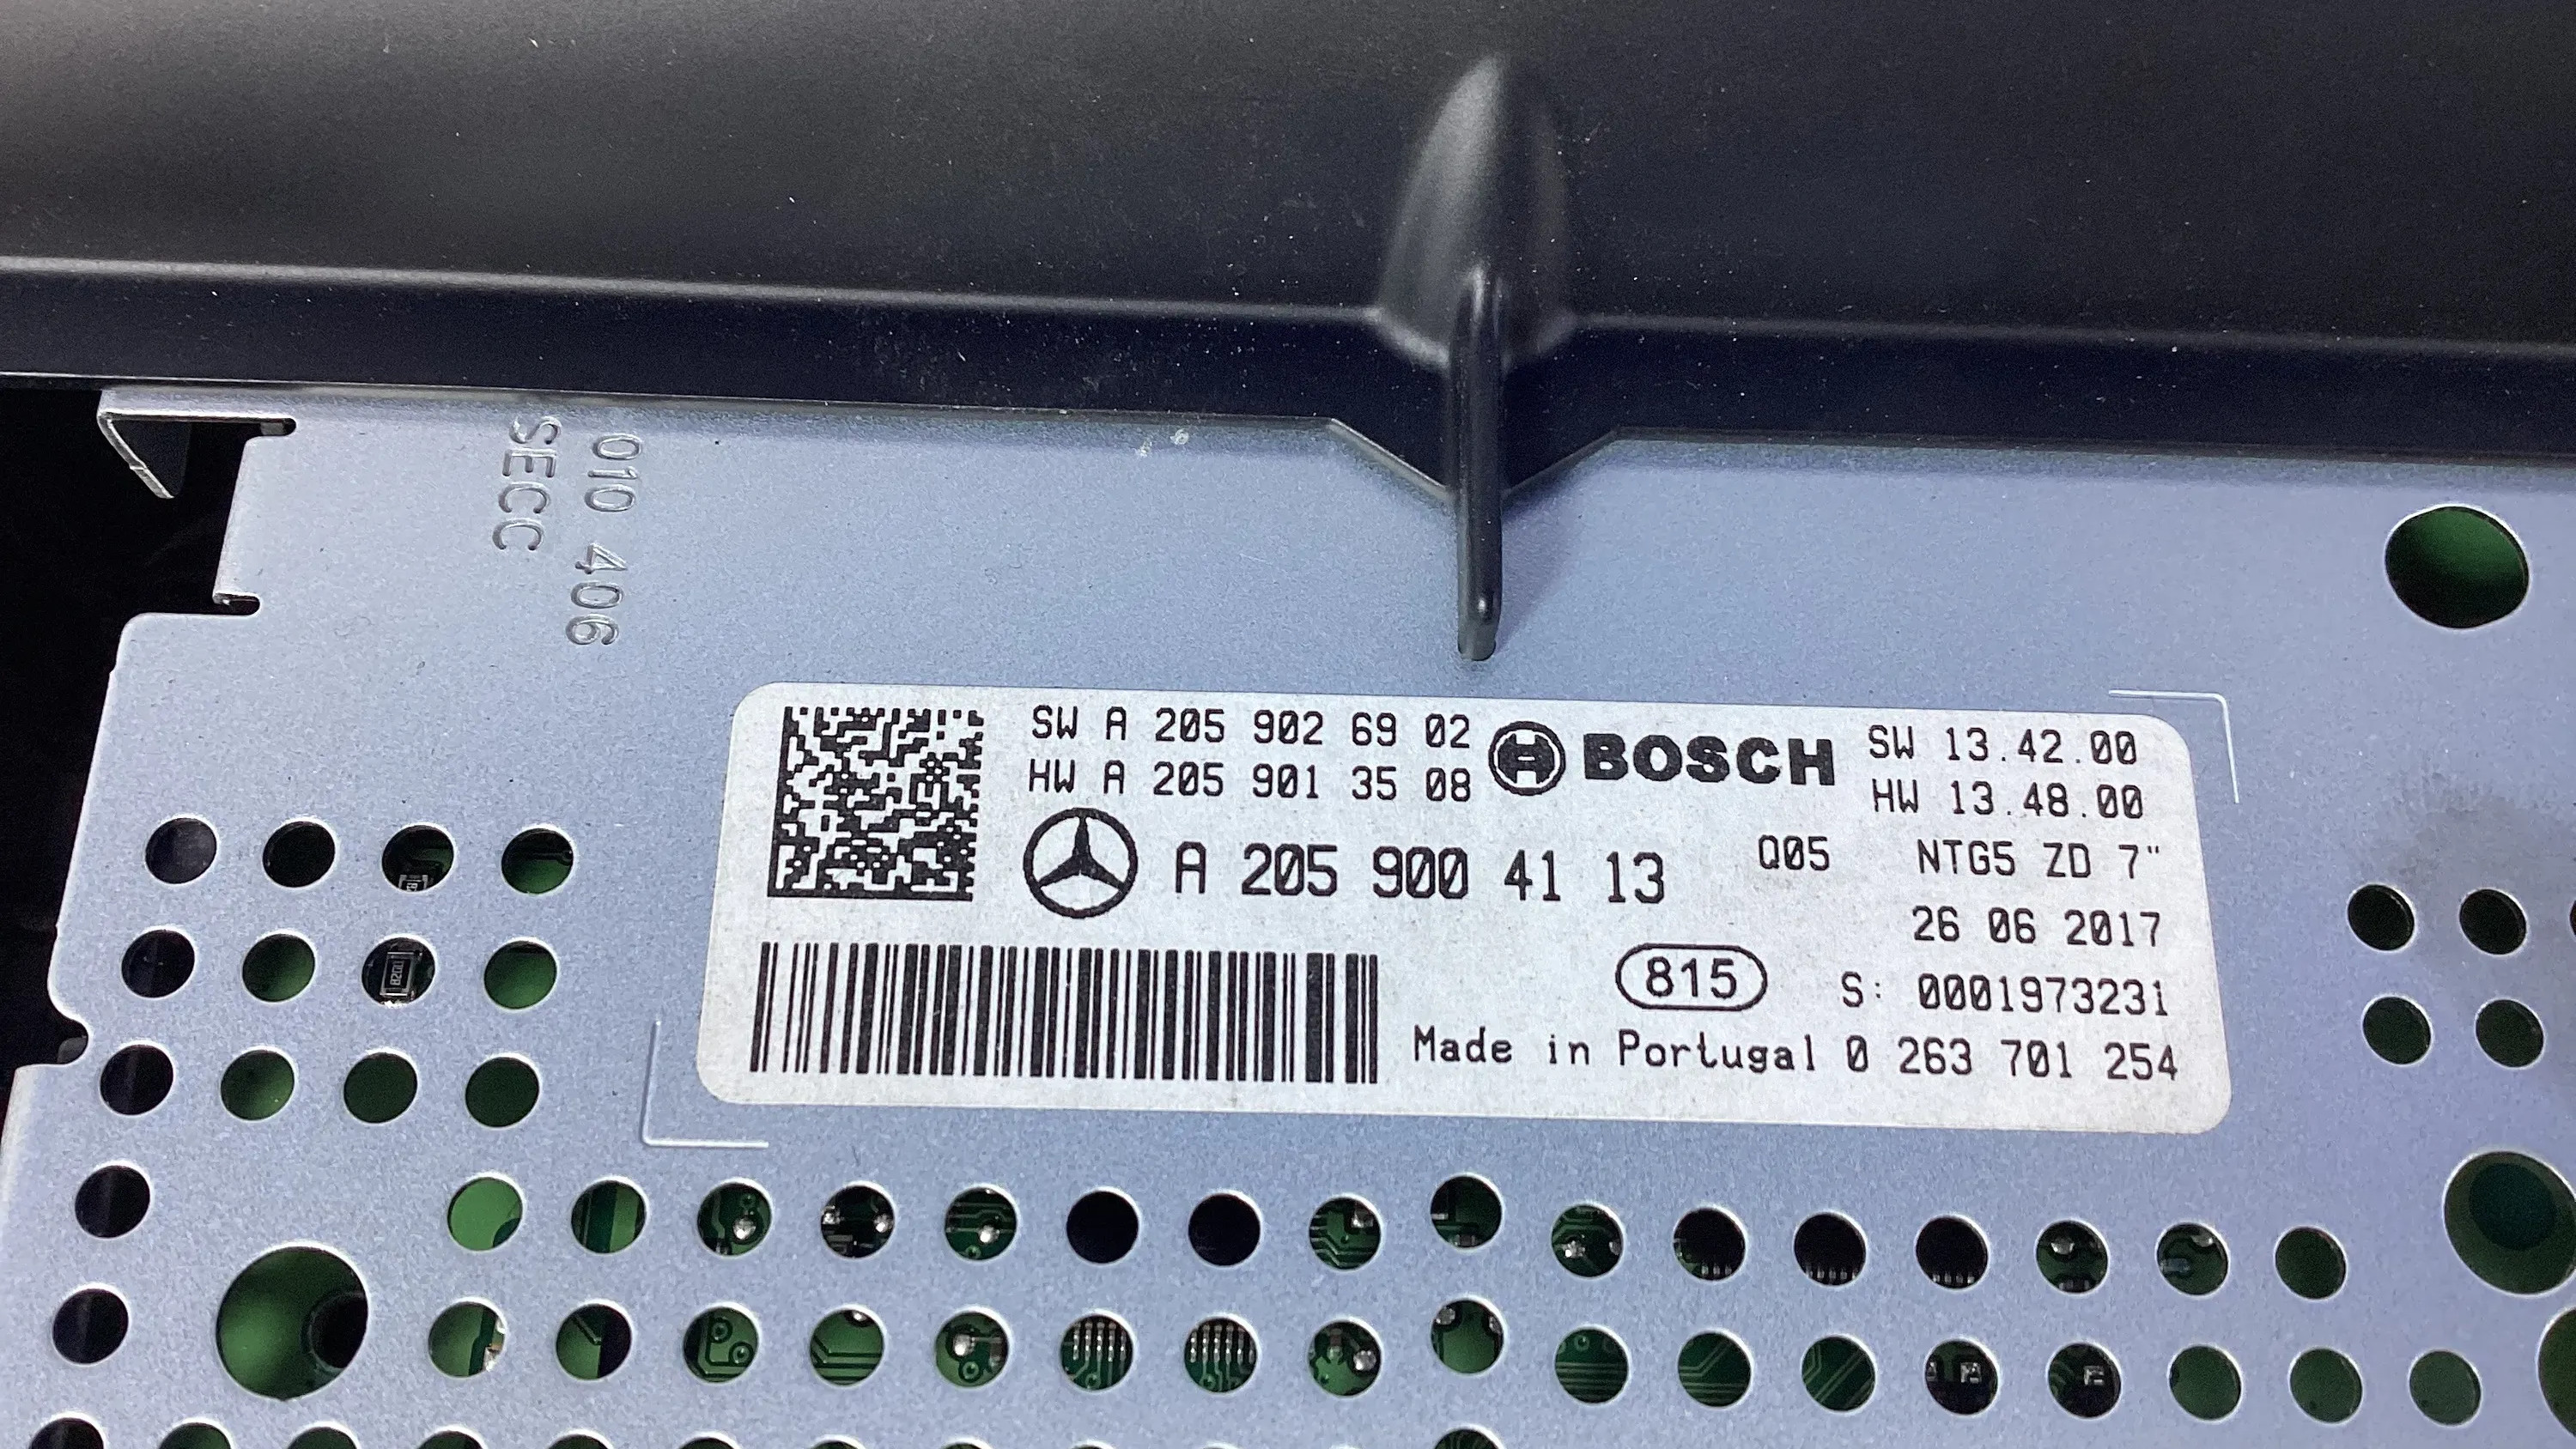 010 406
SECC
SW A 205 902 69 02
HW A 205 901 35 08
BOSCH
SW 13.42.00
HW 13.48.00
A 205 900 41 13
Q05
NTG5 ZD 7"
26 06 2017
815
S: 0001973231
Made in Portugal 0 263 701 254